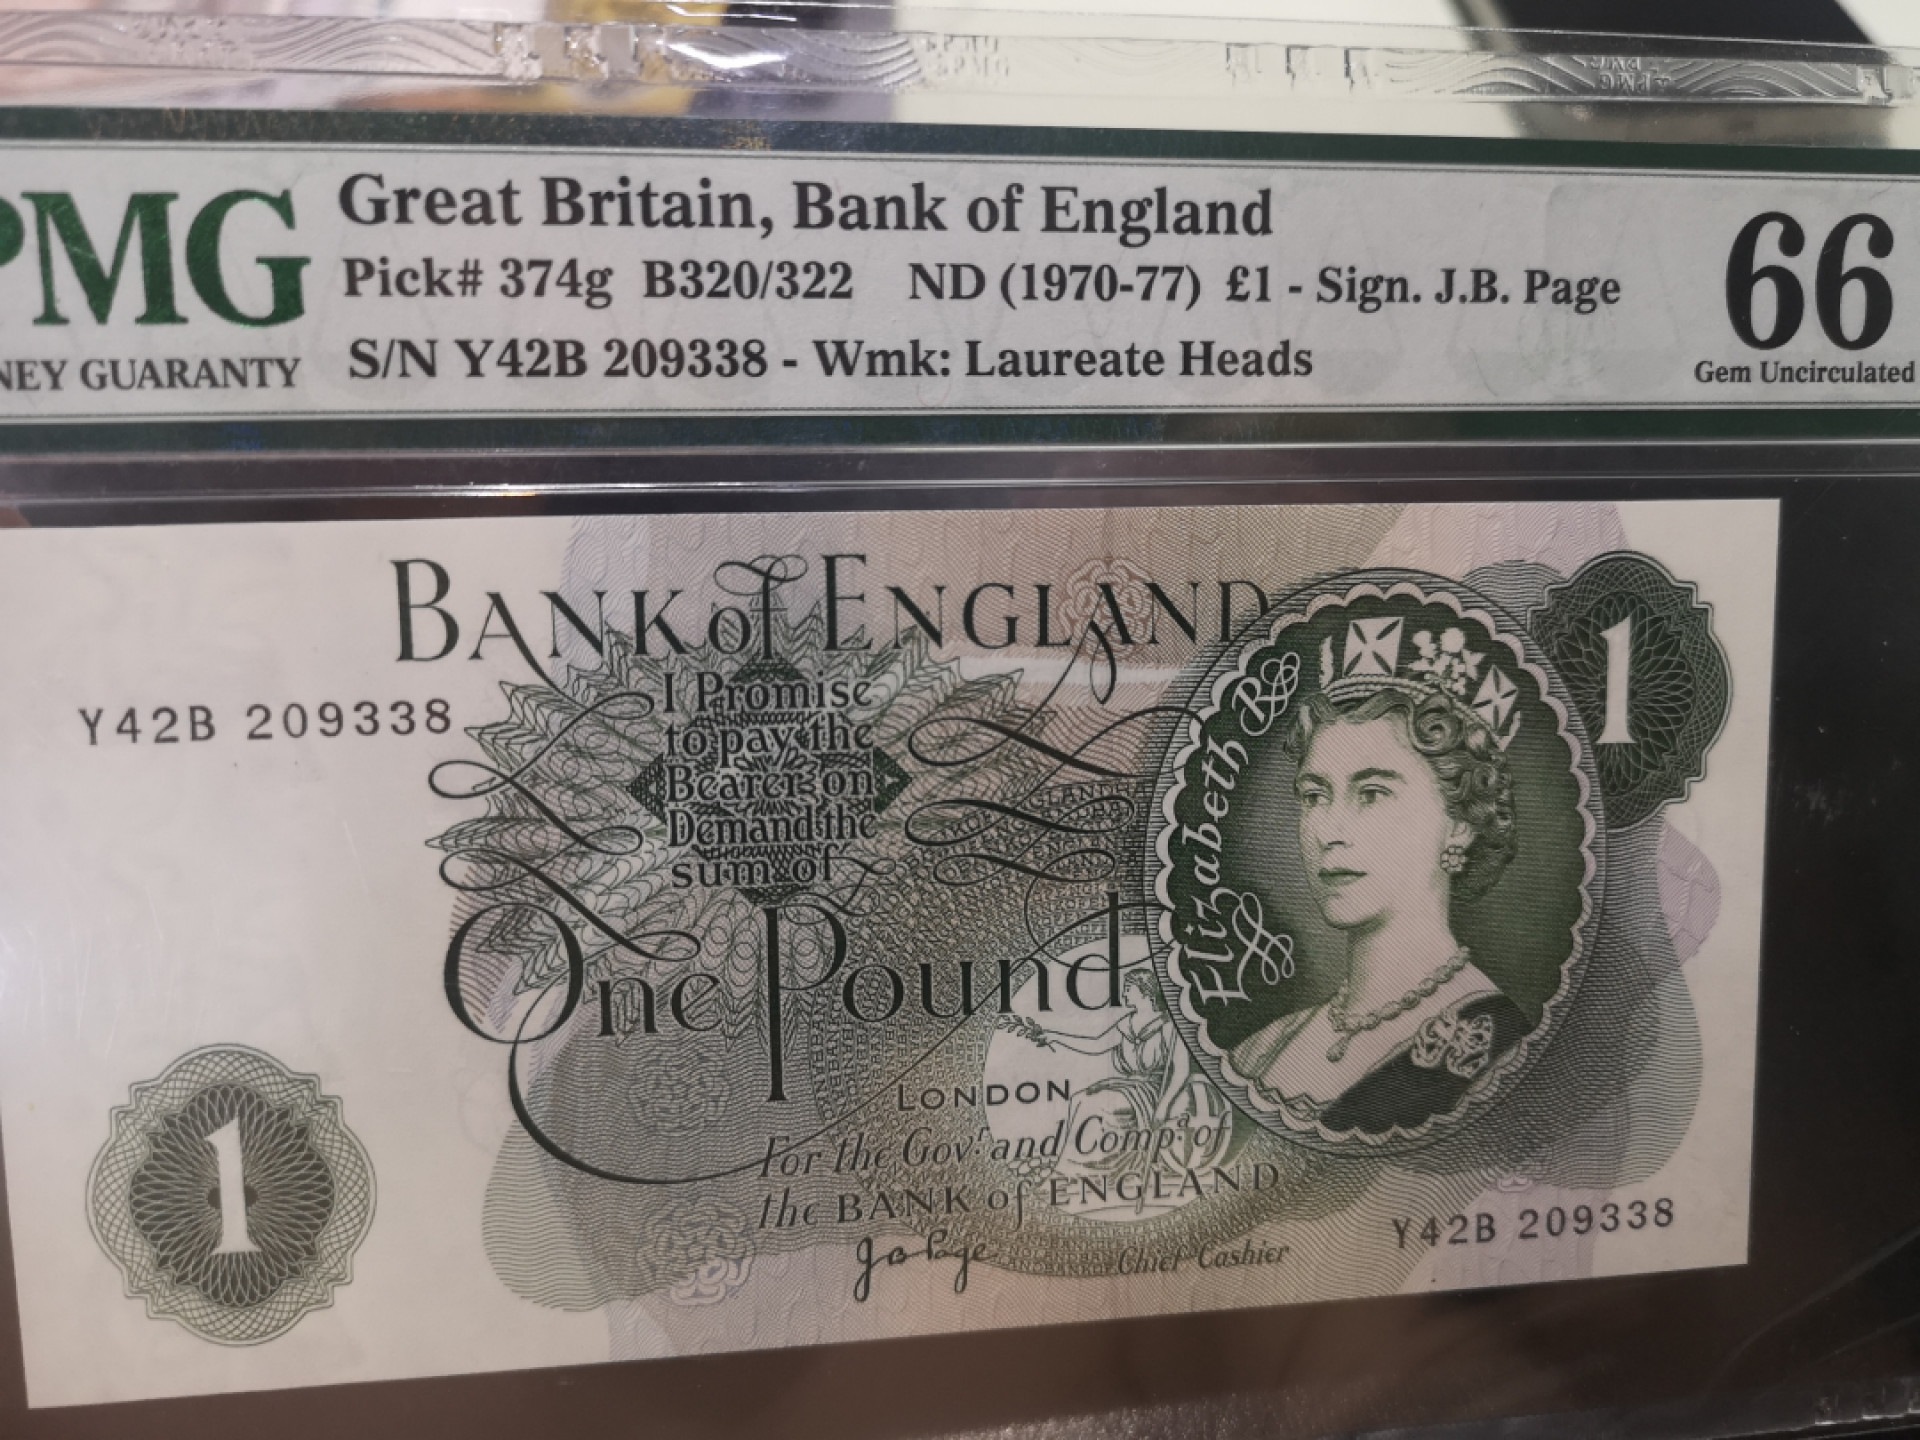 PMG
NEY GUARANTY
Great Britain, Bank of England
Pick# 374g B320/322 ND (1970-77) £1 - Sign. J.B. Page
S/N Y42B 209338 - Wmk: Laureate Heads
66
Gem Uncirculated
BANK of ENGLAND
Y42B 209338
I Promise
to pay the
Bearer on
Demand the
sum of
One Pound
Elizabeth R
1
LONDON
For the Govr and Compa of
the BANK of ENGLAND
J B Page Chief Cashier
Y42B 209338
1